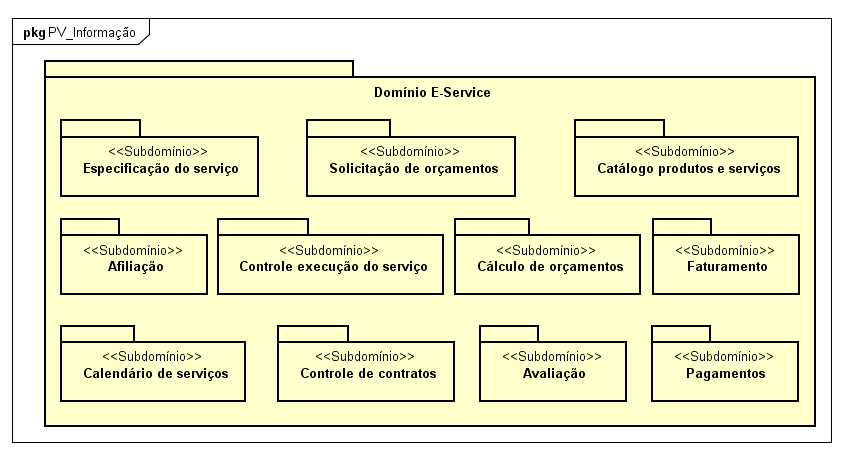 pkg PV_Informação
Domínio E-Service
<<Subdomínio>>
Especificação do serviço
<<Subdomínio>>
Solicitação de orçamentos
<<Subdomínio>>
Catálogo produtos e serviços
<<Subdomínio>>
Afiliação
<<Subdomínio>>
Controle execução do serviço
<<Subdomínio>>
Cálculo de orçamentos
<<Subdomínio>>
Faturamento
<<Subdomínio>>
Calendário de serviços
<<Subdomínio>>
Controle de contratos
<<Subdomínio>>
Avaliação
<<Subdomínio>>
Pagamentos